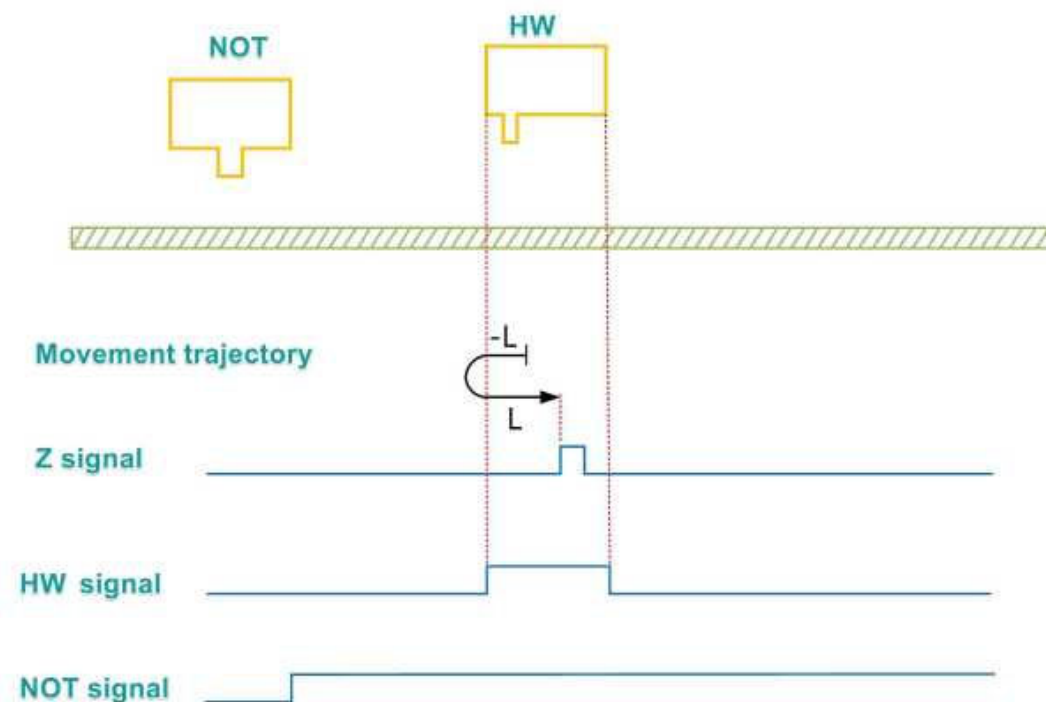 HW
NOT
Movement trajectory
-L
L
Z signal
HW signal
NOT signal